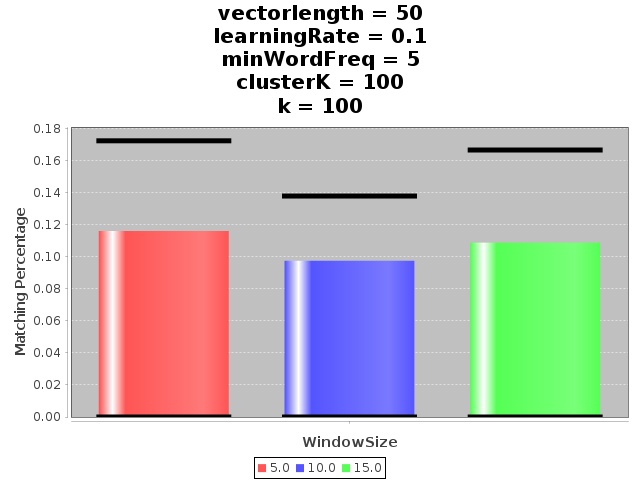 vectorlength = 50
learningRate = 0.1
minWordFreq = 5
clusterK = 100
k = 100
0.18
0.16
0.14
0.12
0.10
0.08
0.06
0.04
0.02
0.00
Matching Percentage
WindowSize
5.0 10.0 15.0